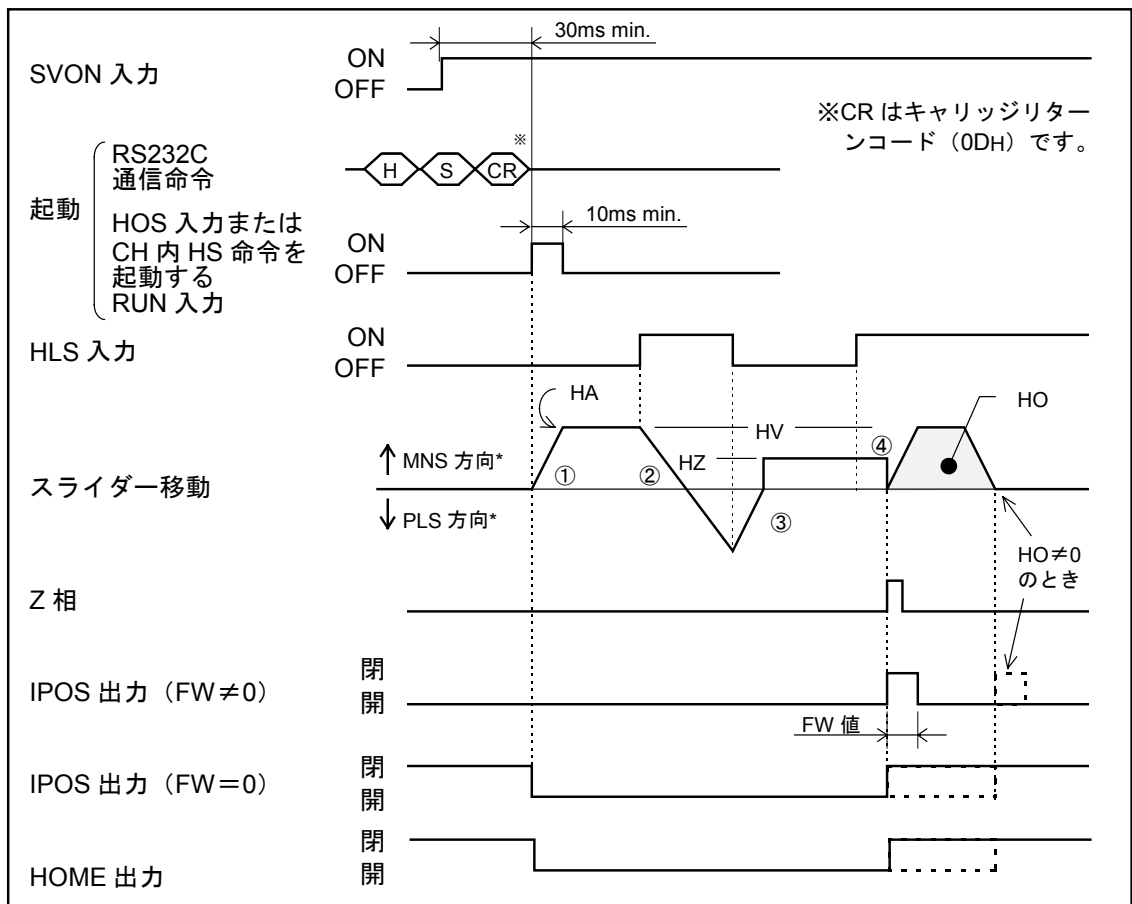 30ms min.
SVON 入力
ON
OFF
※CR はキャリッジリター
ンコード（0DH）です。
※
起動
RS232C
通信命令
H
S
CR
10ms min.
HOS 入力または
CH 内 HS 命令を
起動する
RUN 入力
ON
OFF
HLS 入力
ON
OFF
HA
HO
HV
HZ
④
↑ MNS 方向*
①
②
スライダー移動
↓ PLS 方向*
③
HO≠0
のとき
Z 相
IPOS 出力（FW≠0）
閉
開
FW 値
IPOS 出力（FW＝0）
閉
開
HOME 出力
閉
開